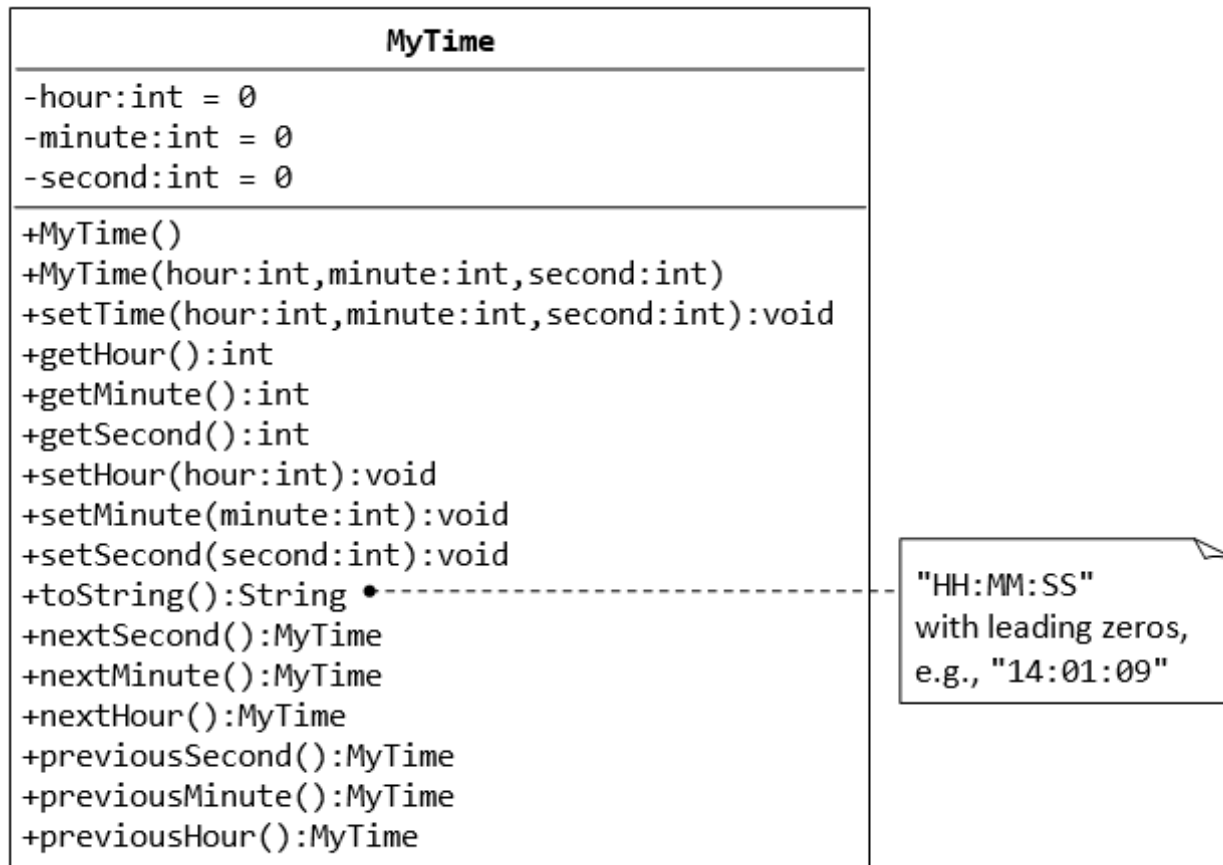 MyTime
-hour:int = 0
-minute:int = 0
-second:int = 0
+MyTime()
+MyTime(hour:int,minute:int,second:int)
+setTime(hour:int,minute:int,second:int):void
+getHour():int
+getMinute():int
+getSecond():int
+setHour(hour:int):void
+setMinute(minute:int):void
+setSecond(second:int):void
+toString():String
+nextSecond():MyTime
+nextMinute():MyTime
+nextHour():MyTime
+previousSecond():MyTime
+previousMinute():MyTime
+previousHour():MyTime
"HH:MM:SS"
with leading zeros,
e.g., "14:01:09"